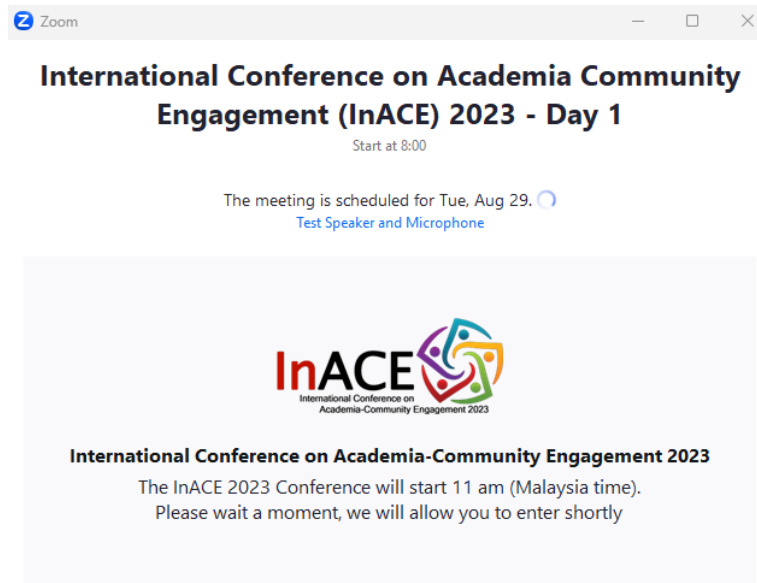 Zoom
International Conference on Academia Community
Engagement (InACE) 2023 - Day 1
Start at 8:00
The meeting is scheduled for Tue, Aug 29.
Test Speaker and Microphone
InACE
International Conference on
Academia-Community Engagement 2023
International Conference on Academia-Community Engagement 2023
The InACE 2023 Conference will start 11 am (Malaysia time).
Please wait a moment, we will allow you to enter shortly